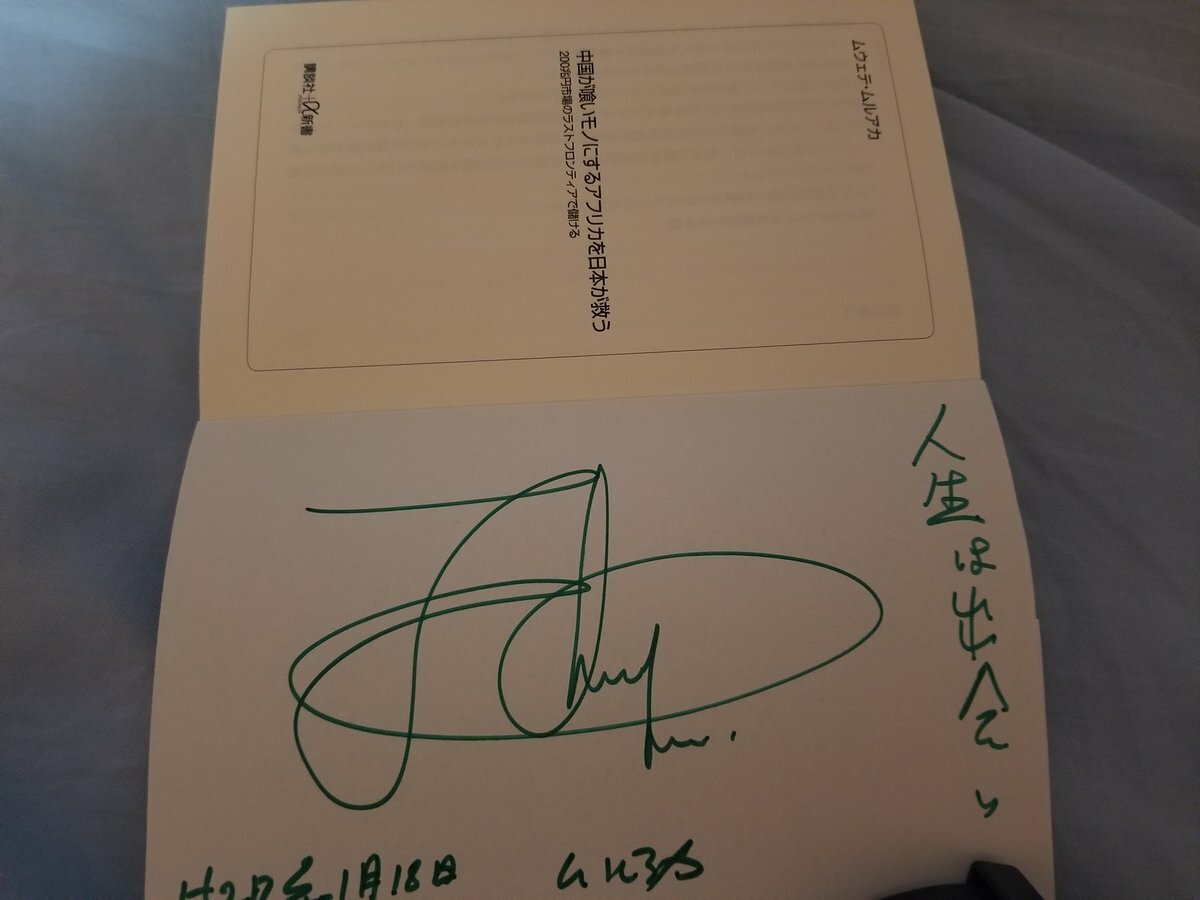 ムウェテ・ムルアカ
中国が喰いモノにするアフリカを日本が救う
200兆円市場のラストフロンティアで儲ける
講談社+α新書
人生は出会い
H27年1月18日
ムルアカ